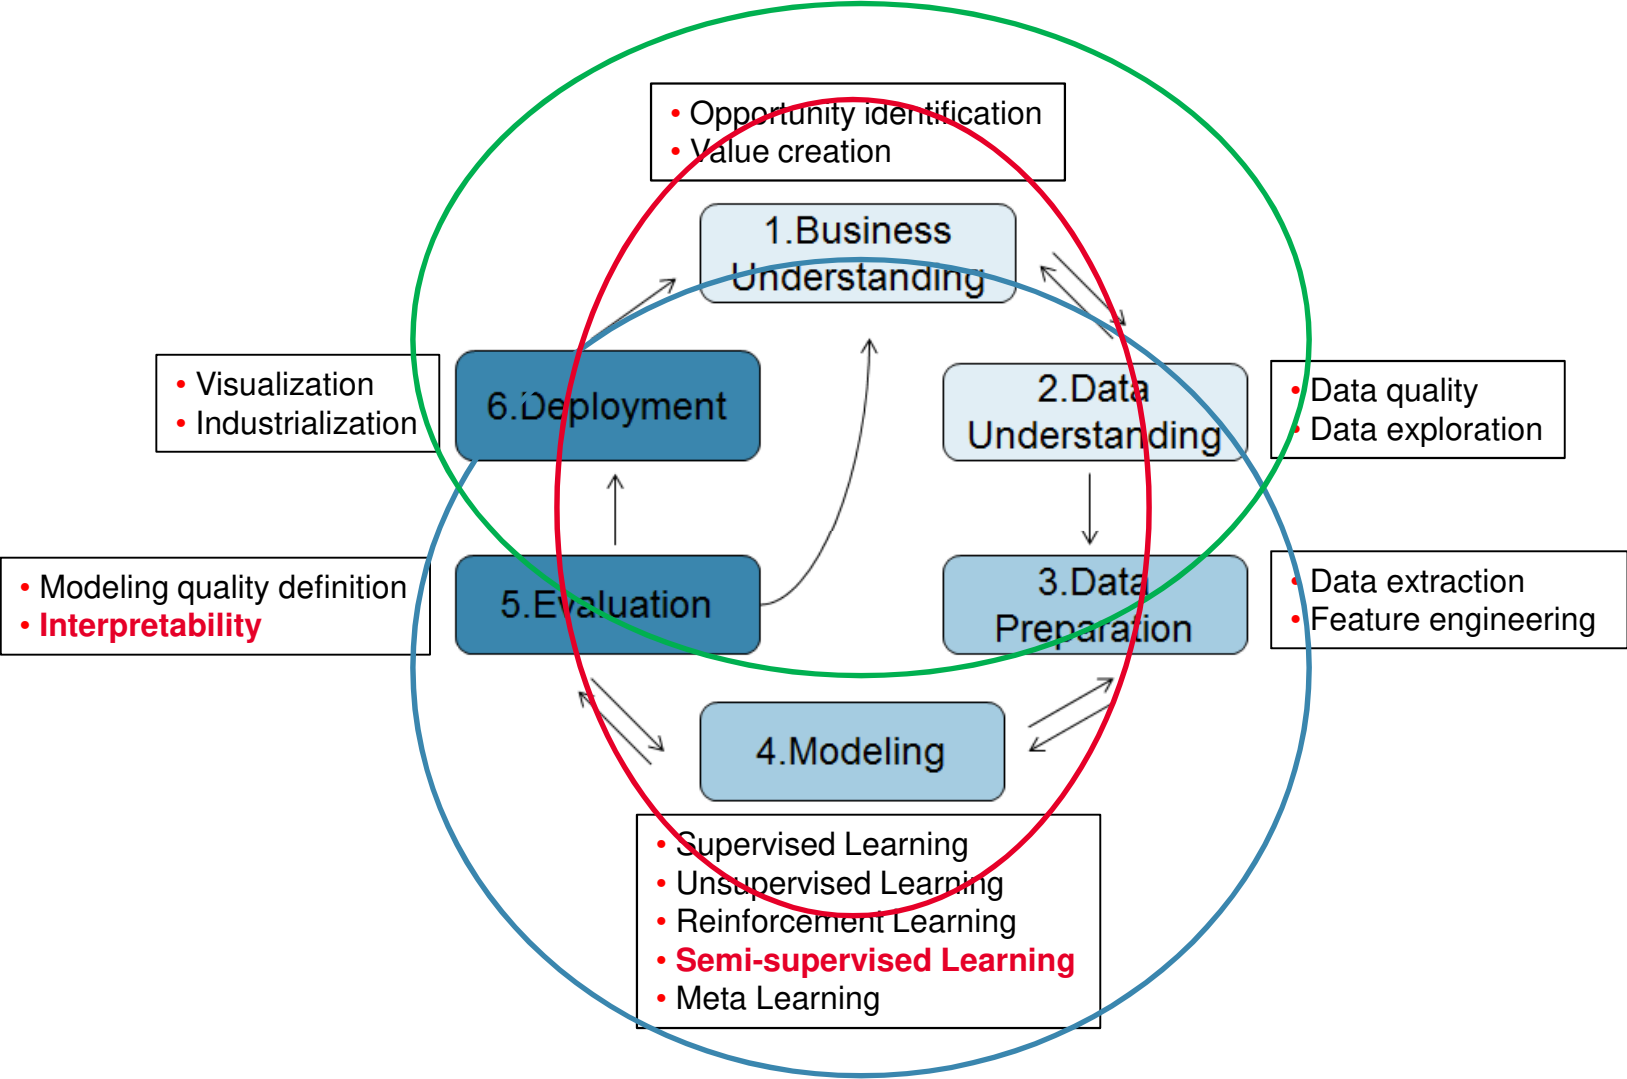 • Opportunity identification
• Value creation
1.Business
Understanding
• Visualization
• Industrialization
6.Deployment
2.Data
Understanding
• Data quality
• Data exploration
• Modeling quality definition
• Interpretability
5.Evaluation
3.Data
Preparation
• Data extraction
• Feature engineering
4.Modeling
• Supervised Learning
• Unsupervised Learning
• Reinforcement Learning
• Semi-supervised Learning
• Meta Learning